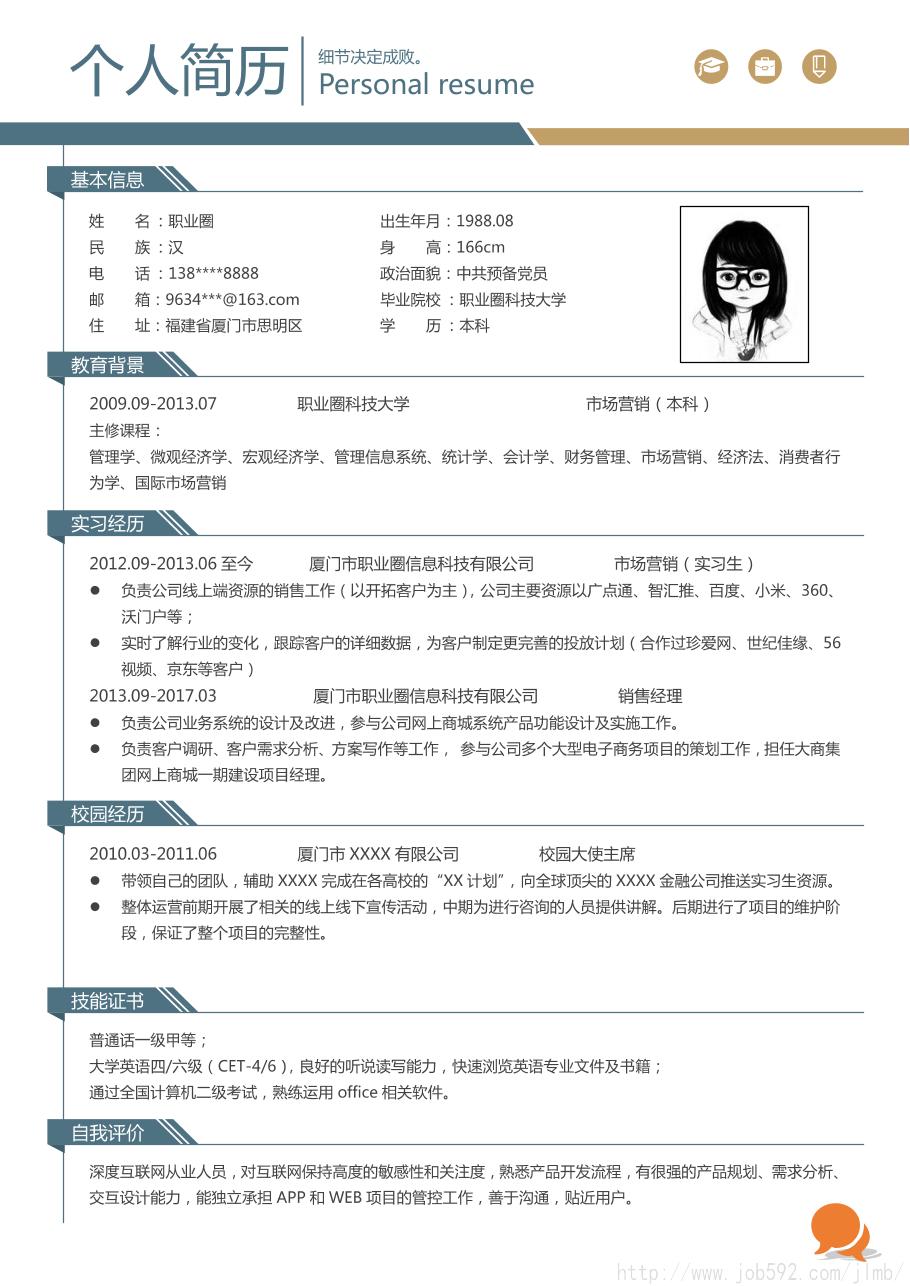 个人简历
细节决定成败。
Personal resume
基本信息
姓 名：职业圈 出生年月：1988.08
民 族：汉 身 高：166cm
电 话：138****8888 政治面貌：中共预备党员
邮 箱：9634***@163.com 毕业院校：职业圈科技大学
住 址：福建省厦门市思明区 学 历：本科
教育背景
2009.09-2013.07 职业圈科技大学 市场营销（本科）
主修课程：
管理学、微观经济学、宏观经济学、管理信息系统、统计学、会计学、财务管理、市场营销、经济法、消费者行
为学、国际市场营销
实习经历
2012.09-2013.06 至今 厦门市职业圈信息科技有限公司 市场营销（实习生）
● 负责公司线上端资源的销售工作（以开拓客户为主），公司主要资源以广点通、智汇推、百度、小米、360、
沃门户等；
● 实时了解行业的变化，跟踪客户的详细数据，为客户制定更完善的投放计划（合作过珍爱网、世纪佳缘、56
视频、京东等客户）
2013.09-2017.03 厦门市职业圈信息科技有限公司 销售经理
● 负责公司业务系统的设计及改进，参与公司网上商城系统产品功能设计及实施工作。
● 负责客户调研、客户需求分析、方案写作等工作， 参与公司多个大型电子商务项目的策划工作，担任大商集
团网上商城一期建设项目经理。
校园经历
2010.03-2011.06 厦门市 XXXX 有限公司 校园大使主席
● 带领自己的团队，辅助 XXXX 完成在各高校的“XX 计划”，向全球顶尖的 XXXX 金融公司推送实习生资源。
● 整体运营前期开展了相关的线上线下宣传活动，中期为进行咨询的人员提供讲解。后期进行了项目的维护阶
段，保证了整个项目的完整性。
技能证书
普通话一级甲等；
大学英语四/六级（CET-4/6），良好的听说读写能力，快速浏览英语专业文件及书籍；
通过全国计算机二级考试，熟练运用 office 相关软件。
自我评价
深度互联网从业人员，对互联网保持高度的敏感性和关注度，熟悉产品开发流程，有很强的产品规划、需求分析、
交互设计能力，能独立承担 APP 和 WEB 项目的管控工作，善于沟通，贴近用户。
http://www.job592.com/jlmb/